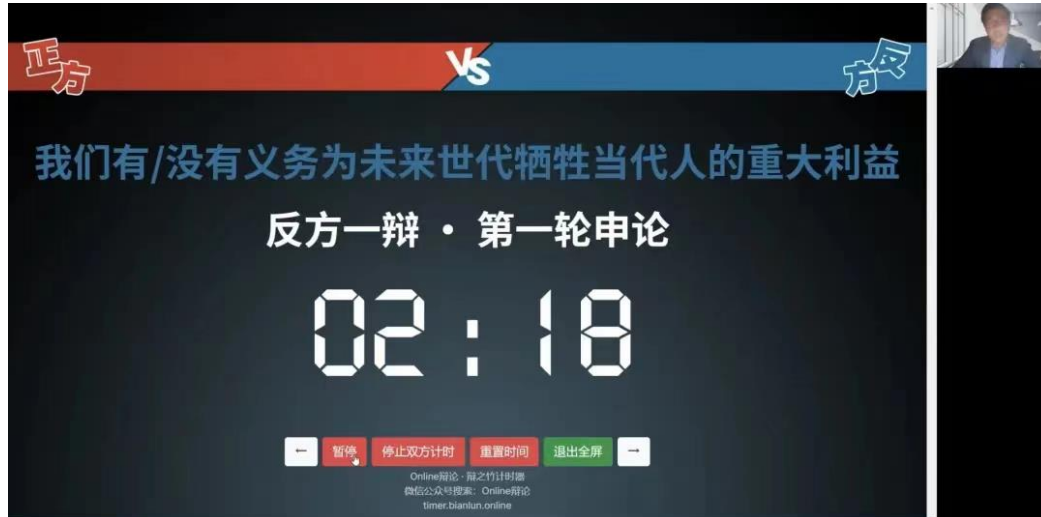 正方
VS
反方
我们有/没有义务为未来世代牺牲当代人的重大利益
反方一辩 · 第一轮申论
02:18
← 暂停 停止双方计时 重置时间 退出全屏 →
Online辩论 · 辩之竹计时器
微信公众号搜索：Online辩论
timer.bianlun.online